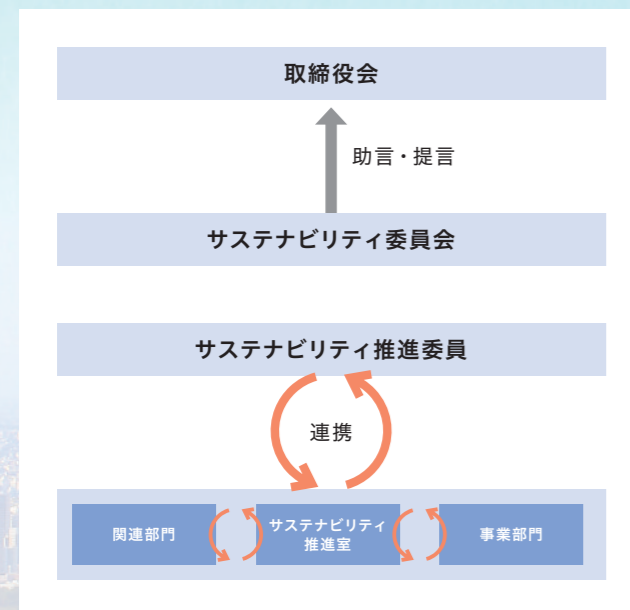 取締役会
助言・提言
サステナビリティ委員会
サステナビリティ推進委員
連携
関連部門
サステナビリティ
推進室
事業部門